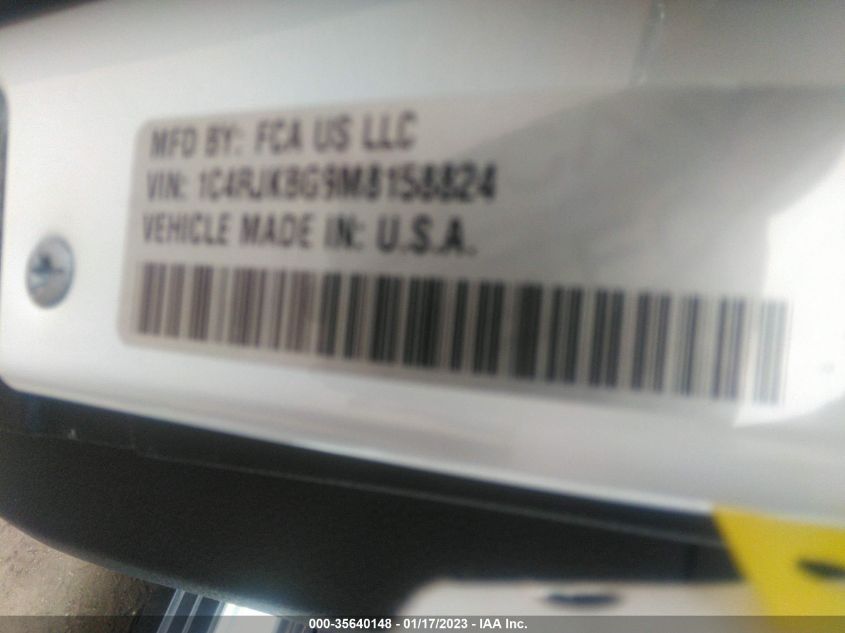 MFD BY: FCA US LLC
VIN: 1C4RJKBG9M8158824
VEHICLE MADE IN: U.S.A.
000-35640148 - 01/17/2023 - IAA Inc.